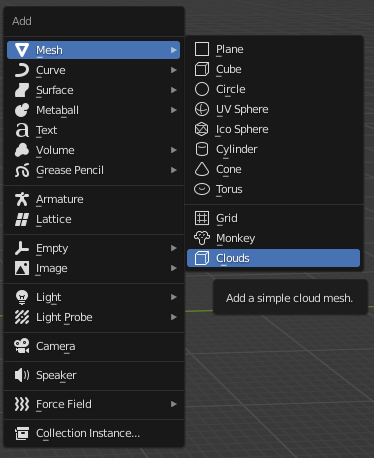 Add
Mesh
Curve
Surface
Metaball
Text
Volume
Grease Pencil
Armature
Lattice
Empty
Image
Light
Light Probe
Camera
Speaker
Force Field
Collection Instance...
Plane
Cube
Circle
UV Sphere
Ico Sphere
Cylinder
Cone
Torus
Grid
Monkey
Clouds
Add a simple cloud mesh.